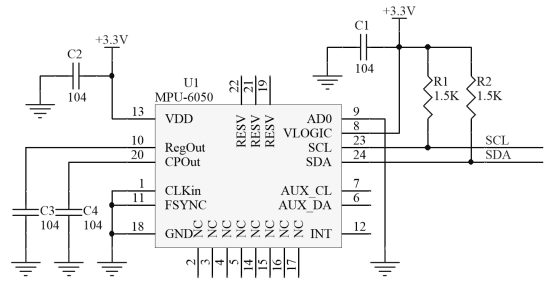 +3.3V
C1
104
+3.3V
C2
104
R1
1.5K
R2
1.5K
U1
MPU-6050
22
21
19
RESV
RESV
RESV
13
VDD
10
RegOut
20
CPOut
1
CLKin
11
FSYNC
18
GND
AD0
9
VLOGIC
8
SCL
23
SCL
SDA
24
SDA
AUX_CL
7
AUX_DA
6
INT
12
C3
104
C4
104
NC
NC
NC
NC
NC
NC
NC
NC
2
3
4
5
14
15
16
17